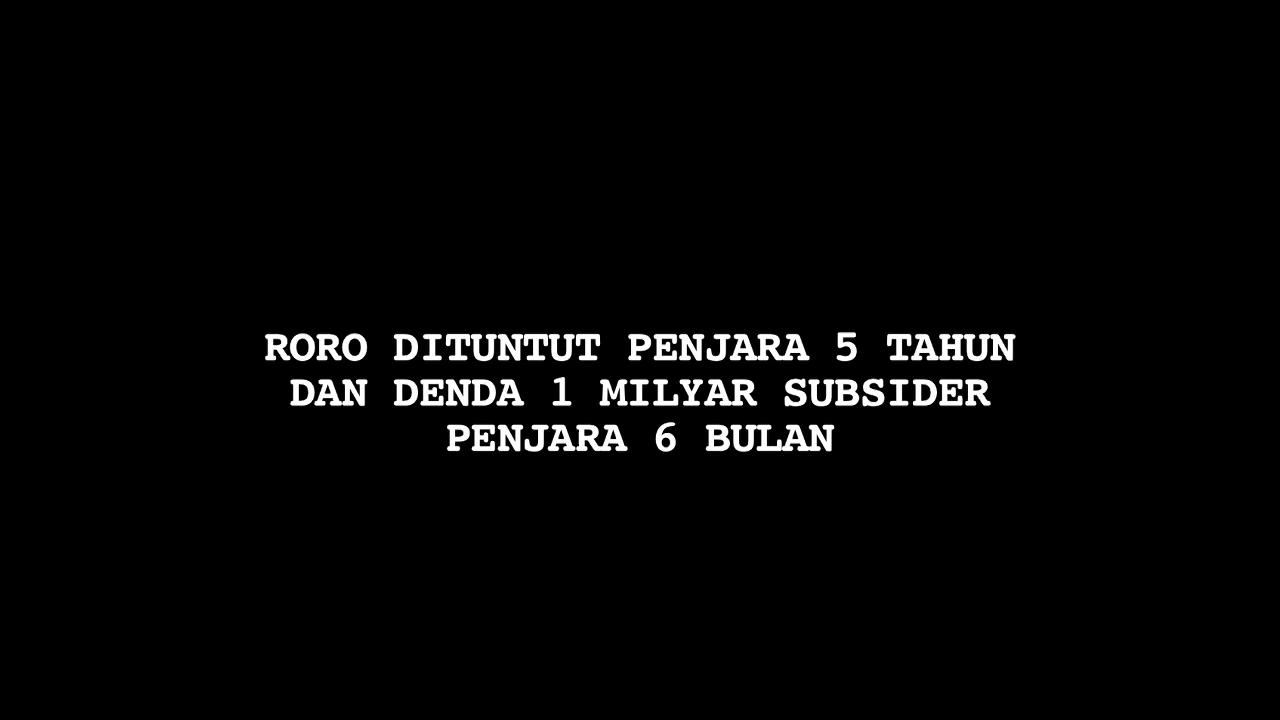 RORO DITUNTUT PENJARA 5 TAHUN
DAN DENDA 1 MILYAR SUBSIDER
PENJARA 6 BULAN